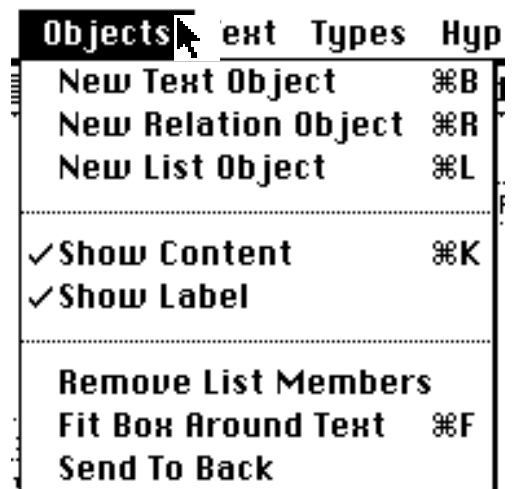 Objects ext Types Hyp
New Text Object ⌘B
New Relation Object ⌘R
New List Object ⌘L
✓Show Content ⌘K
✓Show Label
Remove List Members
Fit Box Around Text ⌘F
Send To Back